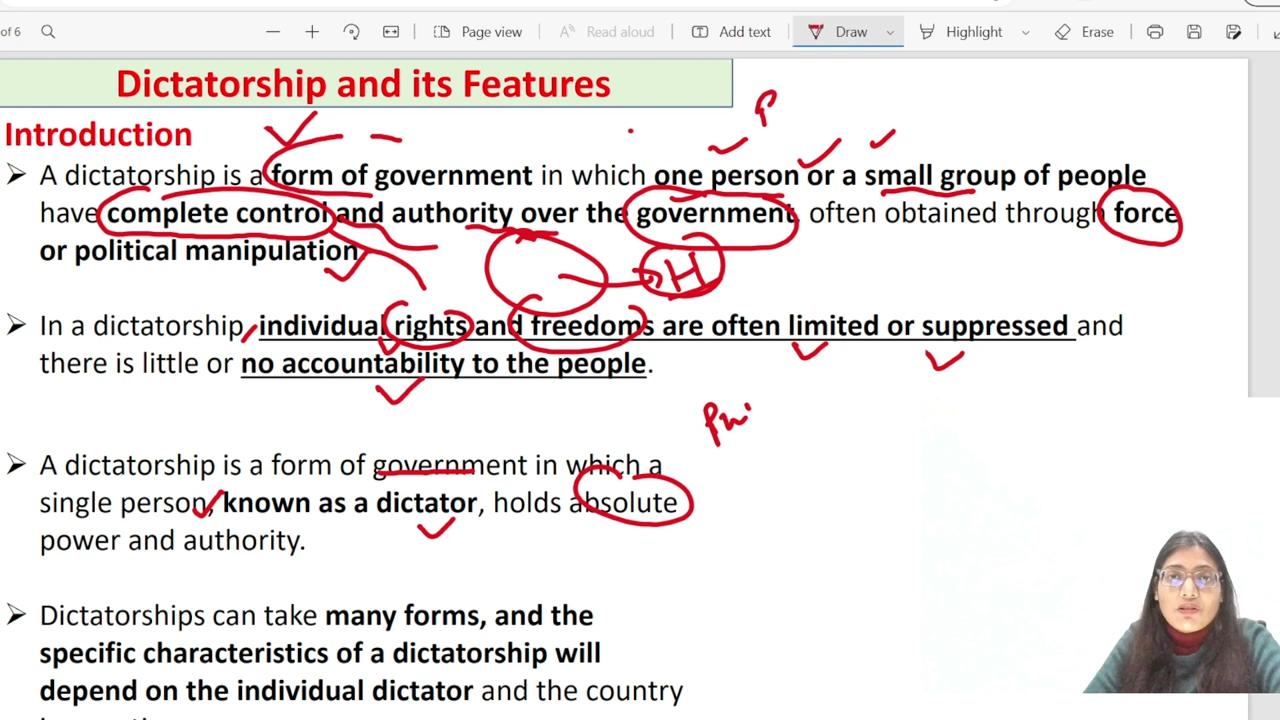 of 6 Page view Read aloud Add text Draw Highlight Erase
Dictatorship and its Features
Introduction
P
➢ A dictatorship is a form of government in which one person or a small group of people
have complete control and authority over the government, often obtained through force
or political manipulation.
H
➢ In a dictatorship, individual rights and freedoms are often limited or suppressed and
there is little or no accountability to the people.
➢ A dictatorship is a form of government in which a
single person, known as a dictator, holds absolute
power and authority.
➢ Dictatorships can take many forms, and the
specific characteristics of a dictatorship will
depend on the individual dictator and the country